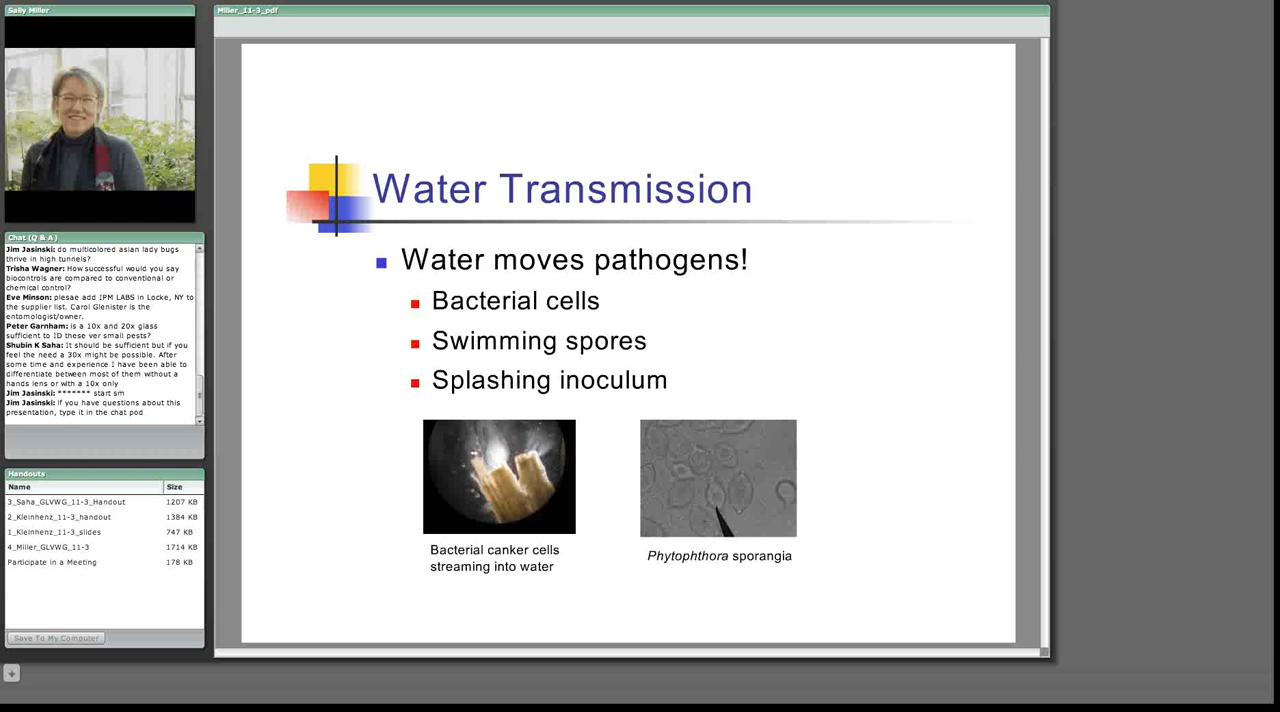 Sally Miller
Miller_11-3_pdf
Chat (Q & A)
Jim Jasinski: do multicolored asian lady bugs
thrive in high tunnels?
Trisha Wagner: How successful would you say
biocontrols are compared to conventional or
chemical control?
Eve Minson: plesae add IPM LABS in Locke, NY to
the supplier list. Carol Glenister is the
entomologist/owner.
Peter Garnham: is a 10x and 20x glass
sufficient to ID these ver small pests?
Shubin K Saha: It should be sufficient but if you
feel the need a 30x might be possible. After
some time and experience I have been able to
differentiate between most of them without a
hands lens or with a 10x only
Jim Jasinski: ******* start sm
Jim Jasinski: if you have questions about this
presentation, type it in the chat pod
Handouts
Name Size
3_Saha_GLVWG_11-3_Handout 1207 KB
2_Kleinhenz_11-3_handout 1384 KB
1_Kleinhenz_11-3_slides 747 KB
4_Miller_GLVWG_11-3 1714 KB
Participate in a Meeting 178 KB
Save To My Computer
Water Transmission
Water moves pathogens!
Bacterial cells
Swimming spores
Splashing inoculum
Bacterial canker cells
streaming into water
Phytophthora sporangia